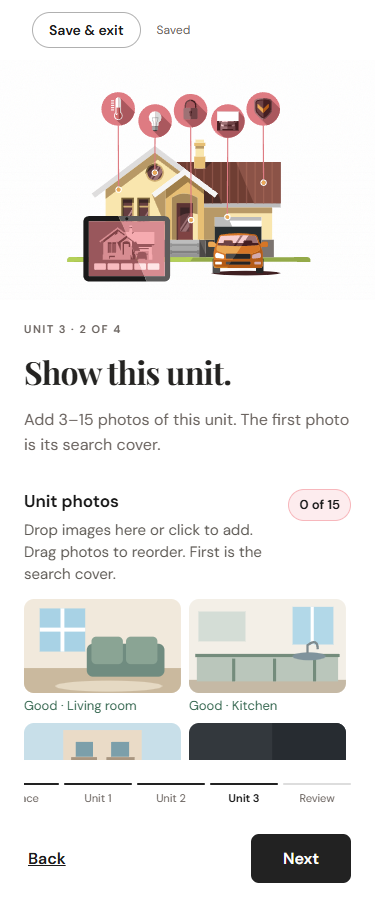 Save & exit
Saved
UNIT 3 · 2 OF 4
Show this unit.
Add 3–15 photos of this unit. The first photo
is its search cover.
Unit photos
0 of 15
Drop images here or click to add.
Drag photos to reorder. First is the
search cover.
Good · Living room
Good · Kitchen
Unit 1
Unit 2
Unit 3
Review
Back
Next